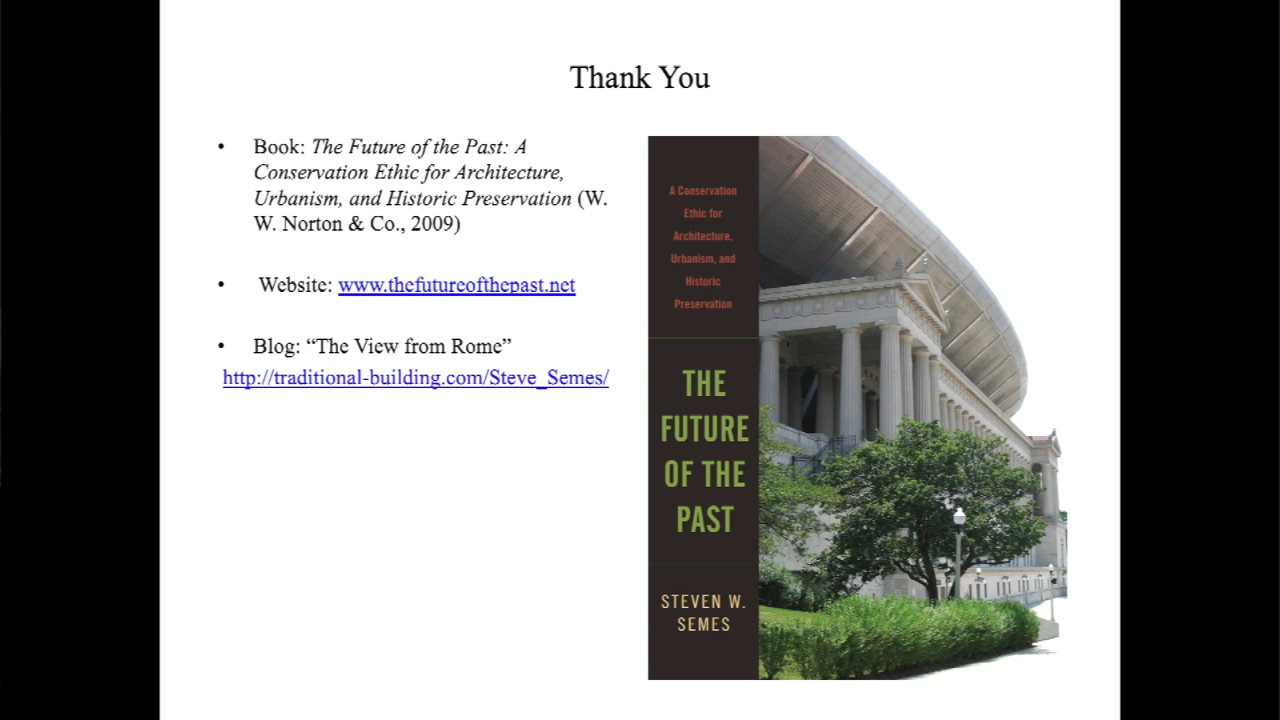 Thank You
• Book: The Future of the Past: A
Conservation Ethic for Architecture,
Urbanism, and Historic Preservation (W.
W. Norton & Co., 2009)
• Website: www.thefutureofthepast.net
• Blog: “The View from Rome”
http://traditional-building.com/Steve_Semes/
A Conservation
Ethic for
Architecture,
Urbanism, and
Historic
Preservation
THE
FUTURE
OF THE
PAST
STEVEN W.
SEMES